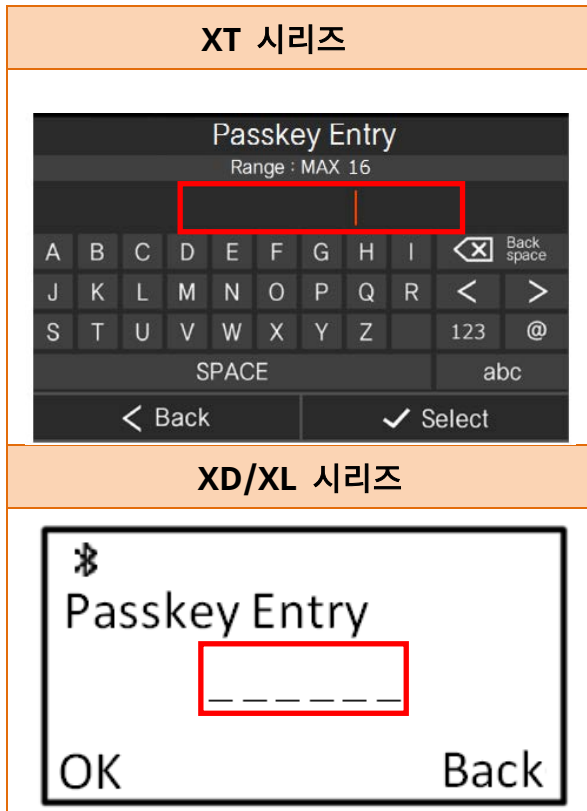 XT 시리즈
Passkey Entry
Range : MAX 16
A B C D E F G H I Back space
J K L M N O P Q R < >
S T U V W X Y Z 123 @
SPACE abc
< Back ✓ Select
XD/XL 시리즈
Passkey Entry
_ _ _ _ _ _
OK Back